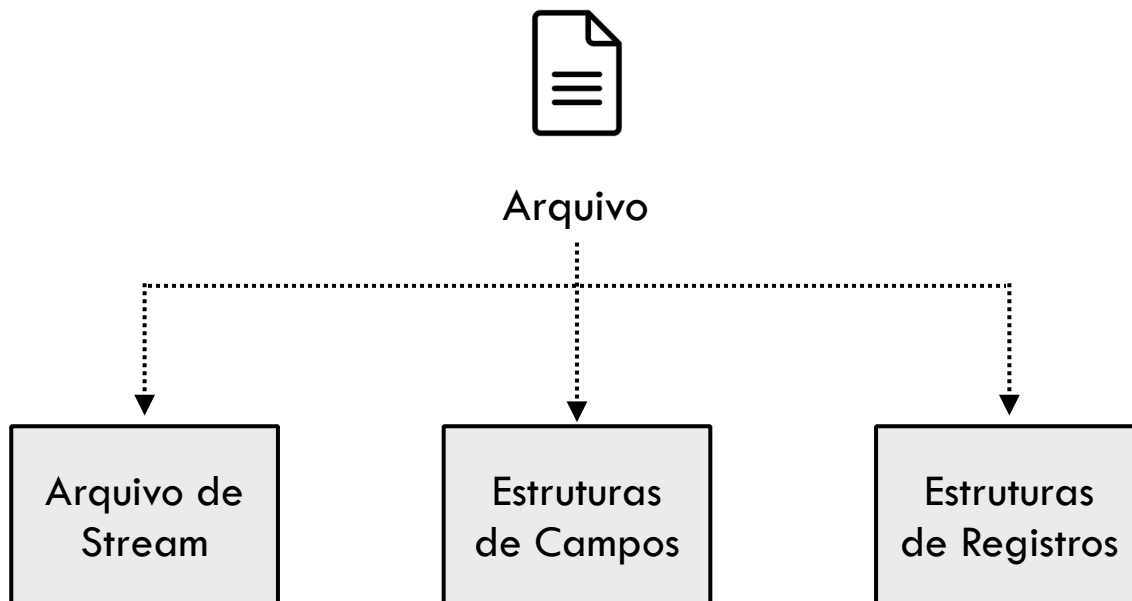 Arquivo
Arquivo de
Stream
Estruturas
de Campos
Estruturas
de Registros